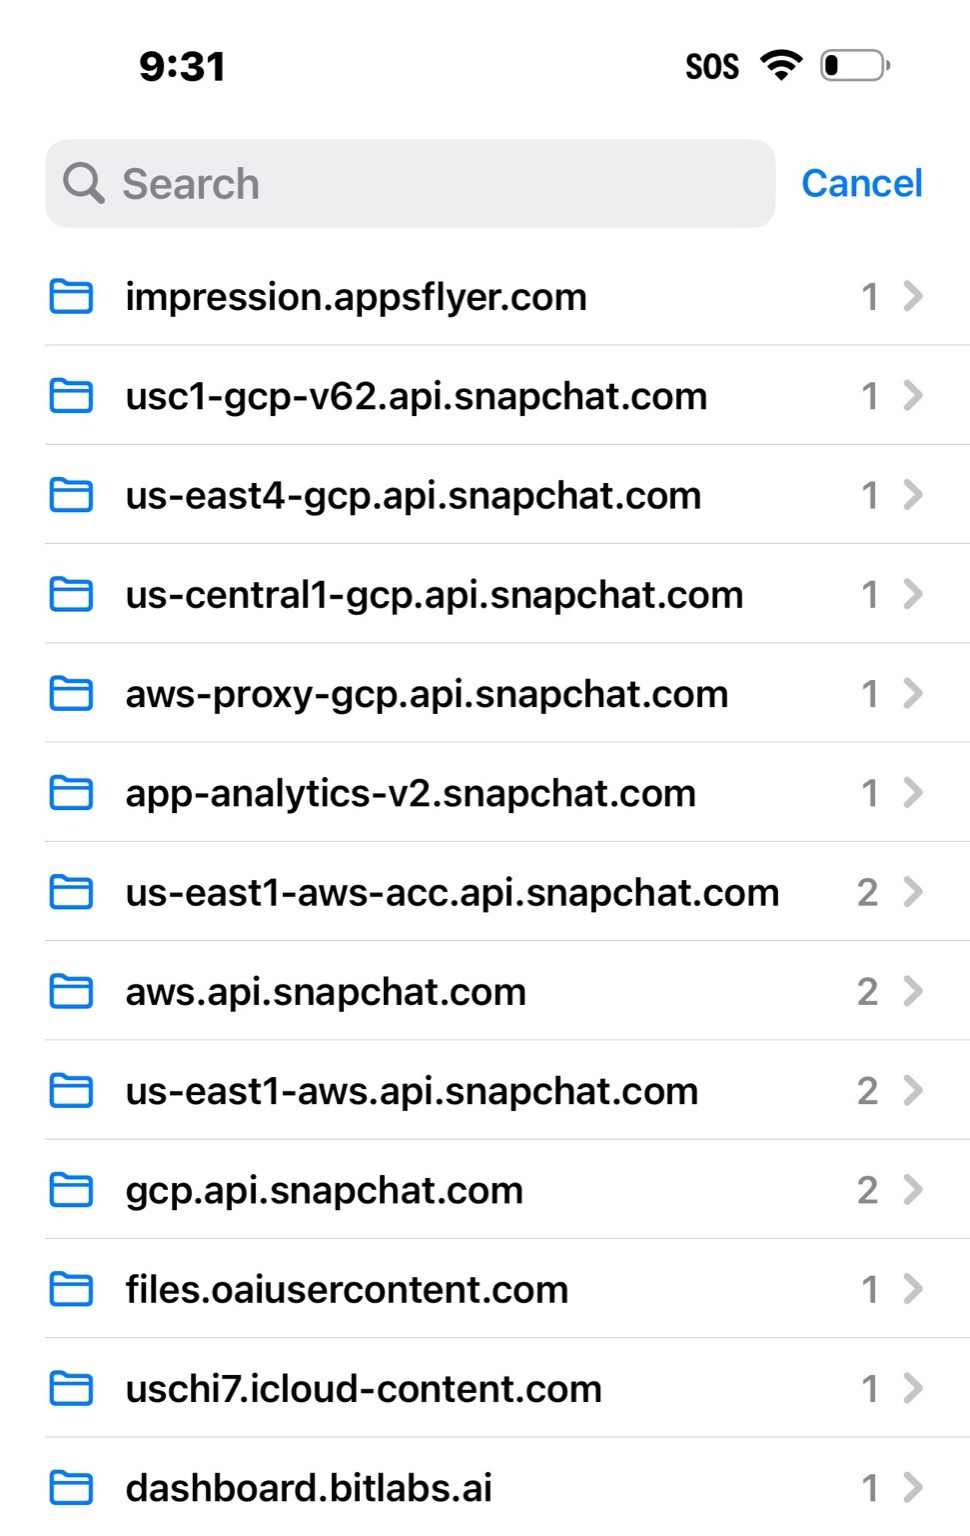 9:31 SOS
Search Cancel
impression.appsflyer.com 1
usc1-gcp-v62.api.snapchat.com 1
us-east4-gcp.api.snapchat.com 1
us-central1-gcp.api.snapchat.com 1
aws-proxy-gcp.api.snapchat.com 1
app-analytics-v2.snapchat.com 1
us-east1-aws-acc.api.snapchat.com 2
aws.api.snapchat.com 2
us-east1-aws.api.snapchat.com 2
gcp.api.snapchat.com 2
files.oaiusercontent.com 1
uschi7.icloud-content.com 1
dashboard.bitlabs.ai 1